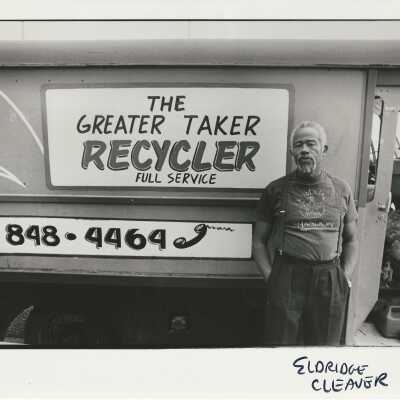 THE
GREATER TAKER
RECYCLER
FULL SERVICE
848-4464
ELDRIDGE
CLEAVER